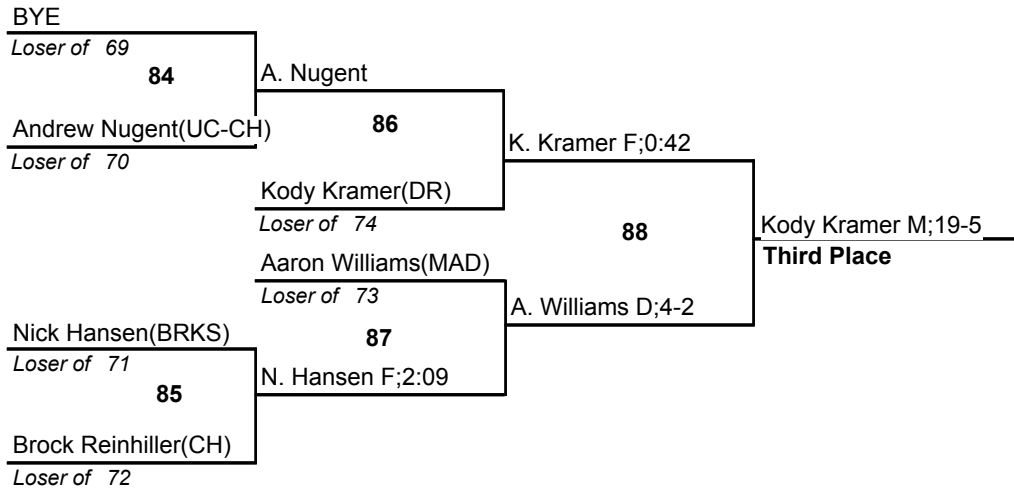 BYE
Loser of 69
84
A. Nugent
Andrew Nugent(UC-CH)
Loser of 70
86
K. Kramer F;0:42
Kody Kramer(DR)
Loser of 74
88
Kody Kramer M;19-5
Third Place
Aaron Williams(MAD)
Loser of 73
A. Williams D;4-2
Nick Hansen(BRKS)
Loser of 71
87
85
N. Hansen F;2:09
Brock Reinhiller(CH)
Loser of 72